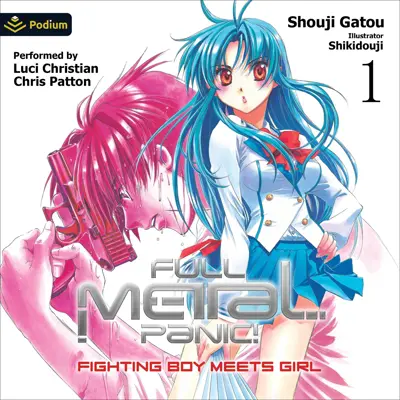 Podium
Performed by
Luci Christian
Chris Patton
Shouji Gatou
Illustrator
Shikidouji
1
FULL
METAL
PANIC!
FIGHTING BOY MEETS GIRL